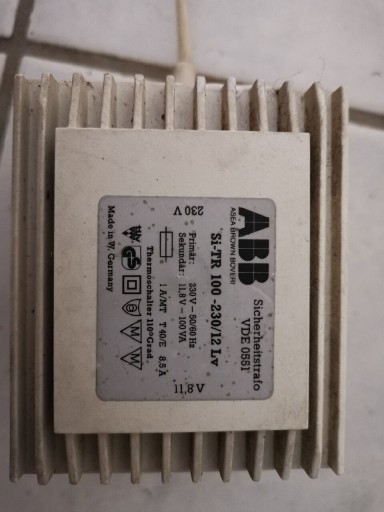 Sicherheitstrafo
VDE 0551
ABB
ASEA BROWN BOVERI
Si-TR 100 -230/12 Lv
230 V
Primär: 230 V – 50/60 Hz
Sekundär: 11,8 V – 100 VA
1 A/MT T 40/E 8.5 A
Thermoschalter 110° Grad
11,8 V
Made in W. Germany